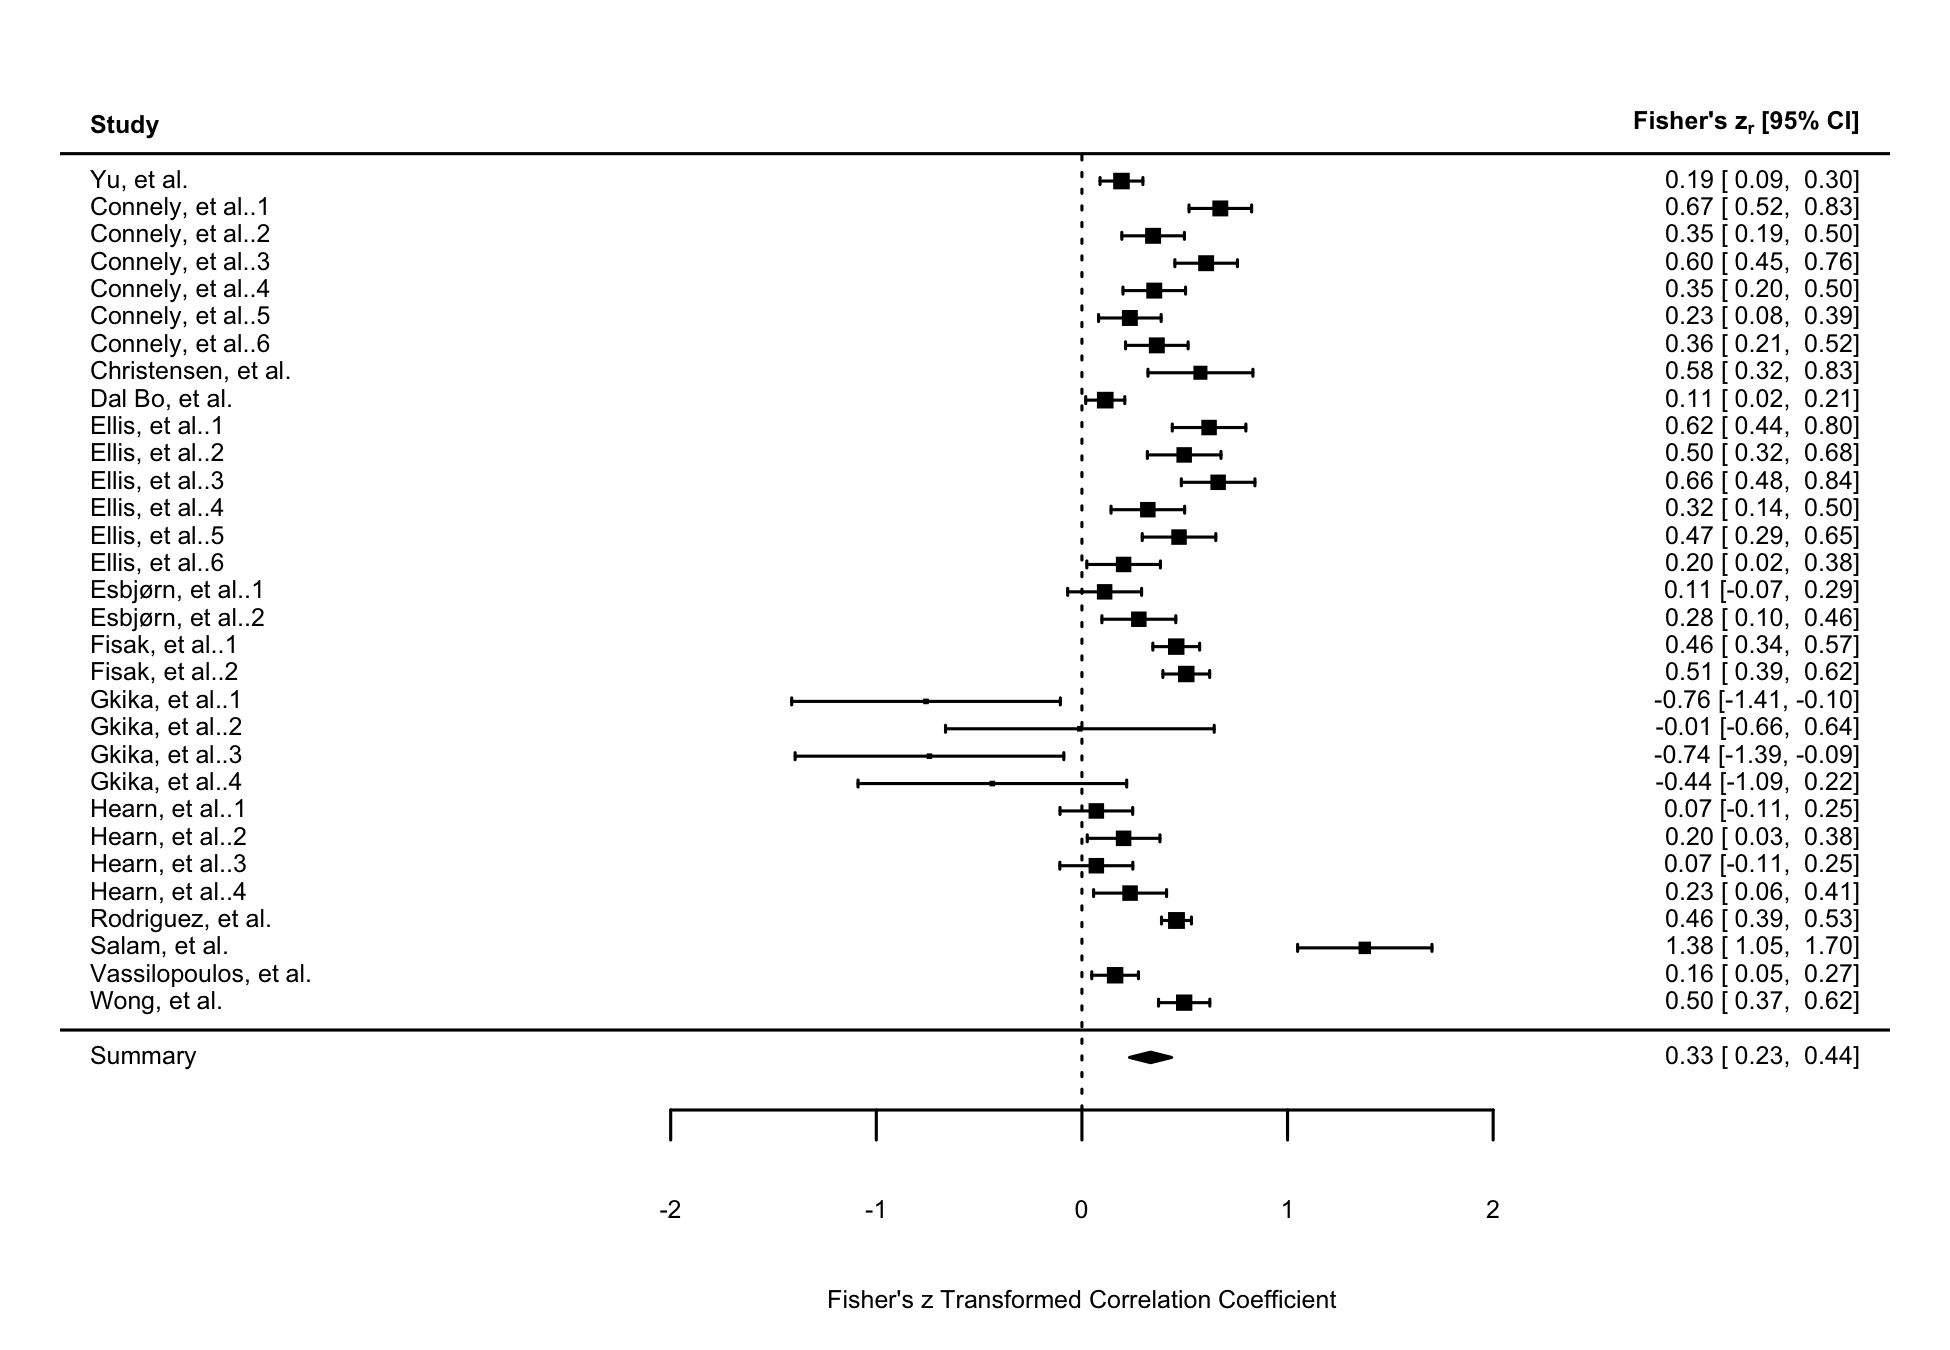 Study Fisher's zr [95% CI]
Yu, et al. 0.19 [ 0.09, 0.30]
Connely, et al..1 0.67 [ 0.52, 0.83]
Connely, et al..2 0.35 [ 0.19, 0.50]
Connely, et al..3 0.60 [ 0.45, 0.76]
Connely, et al..4 0.35 [ 0.20, 0.50]
Connely, et al..5 0.23 [ 0.08, 0.39]
Connely, et al..6 0.36 [ 0.21, 0.52]
Christensen, et al. 0.58 [ 0.32, 0.83]
Dal Bo, et al. 0.11 [ 0.02, 0.21]
Ellis, et al..1 0.62 [ 0.44, 0.80]
Ellis, et al..2 0.50 [ 0.32, 0.68]
Ellis, et al..3 0.66 [ 0.48, 0.84]
Ellis, et al..4 0.32 [ 0.14, 0.50]
Ellis, et al..5 0.47 [ 0.29, 0.65]
Ellis, et al..6 0.20 [ 0.02, 0.38]
Esbjørn, et al..1 0.11 [-0.07, 0.29]
Esbjørn, et al..2 0.28 [ 0.10, 0.46]
Fisak, et al..1 0.46 [ 0.34, 0.57]
Fisak, et al..2 0.51 [ 0.39, 0.62]
Gkika, et al..1 -0.76 [-1.41, -0.10]
Gkika, et al..2 -0.01 [-0.66, 0.64]
Gkika, et al..3 -0.74 [-1.39, -0.09]
Gkika, et al..4 -0.44 [-1.09, 0.22]
Hearn, et al..1 0.07 [-0.11, 0.25]
Hearn, et al..2 0.20 [ 0.03, 0.38]
Hearn, et al..3 0.07 [-0.11, 0.25]
Hearn, et al..4 0.23 [ 0.06, 0.41]
Rodriguez, et al. 0.46 [ 0.39, 0.53]
Salam, et al. 1.38 [ 1.05, 1.70]
Vassilopoulos, et al. 0.16 [ 0.05, 0.27]
Wong, et al. 0.50 [ 0.37, 0.62]
Summary 0.33 [ 0.23, 0.44]
-2 -1 0 1 2
Fisher's z Transformed Correlation Coefficient